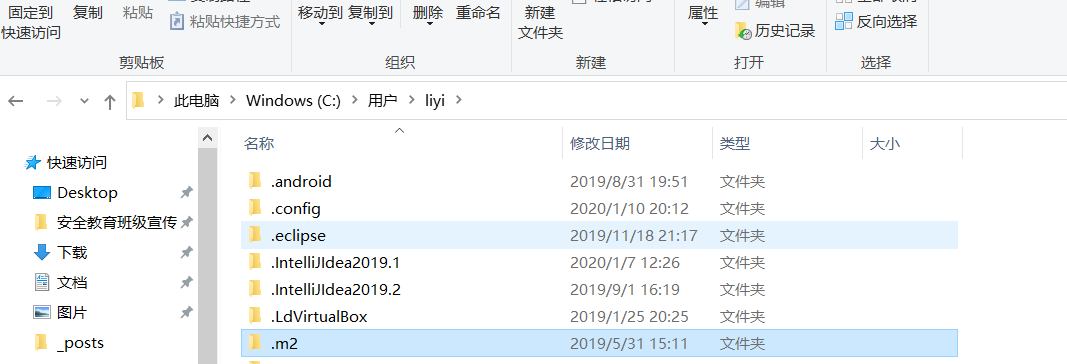 固定到 复制 粘贴 移动到 复制到 删除 重命名 新建 属性
快速访问 粘贴快捷方式 文件夹 历史记录 反向选择
剪贴板 组织 新建 打开 选择
此电脑 Windows (C:) 用户 liyi
名称 修改日期 类型 大小
快速访问
.android 2019/8/31 19:51 文件夹
Desktop
.config 2020/1/10 20:12 文件夹
安全教育班级宣传
.eclipse 2019/11/18 21:17 文件夹
下载
.IntelliJIdea2019.1 2020/1/7 12:26 文件夹
文档
.IntelliJIdea2019.2 2019/9/1 16:19 文件夹
图片
.LdVirtualBox 2019/1/25 20:25 文件夹
_posts
.m2 2019/5/31 15:11 文件夹